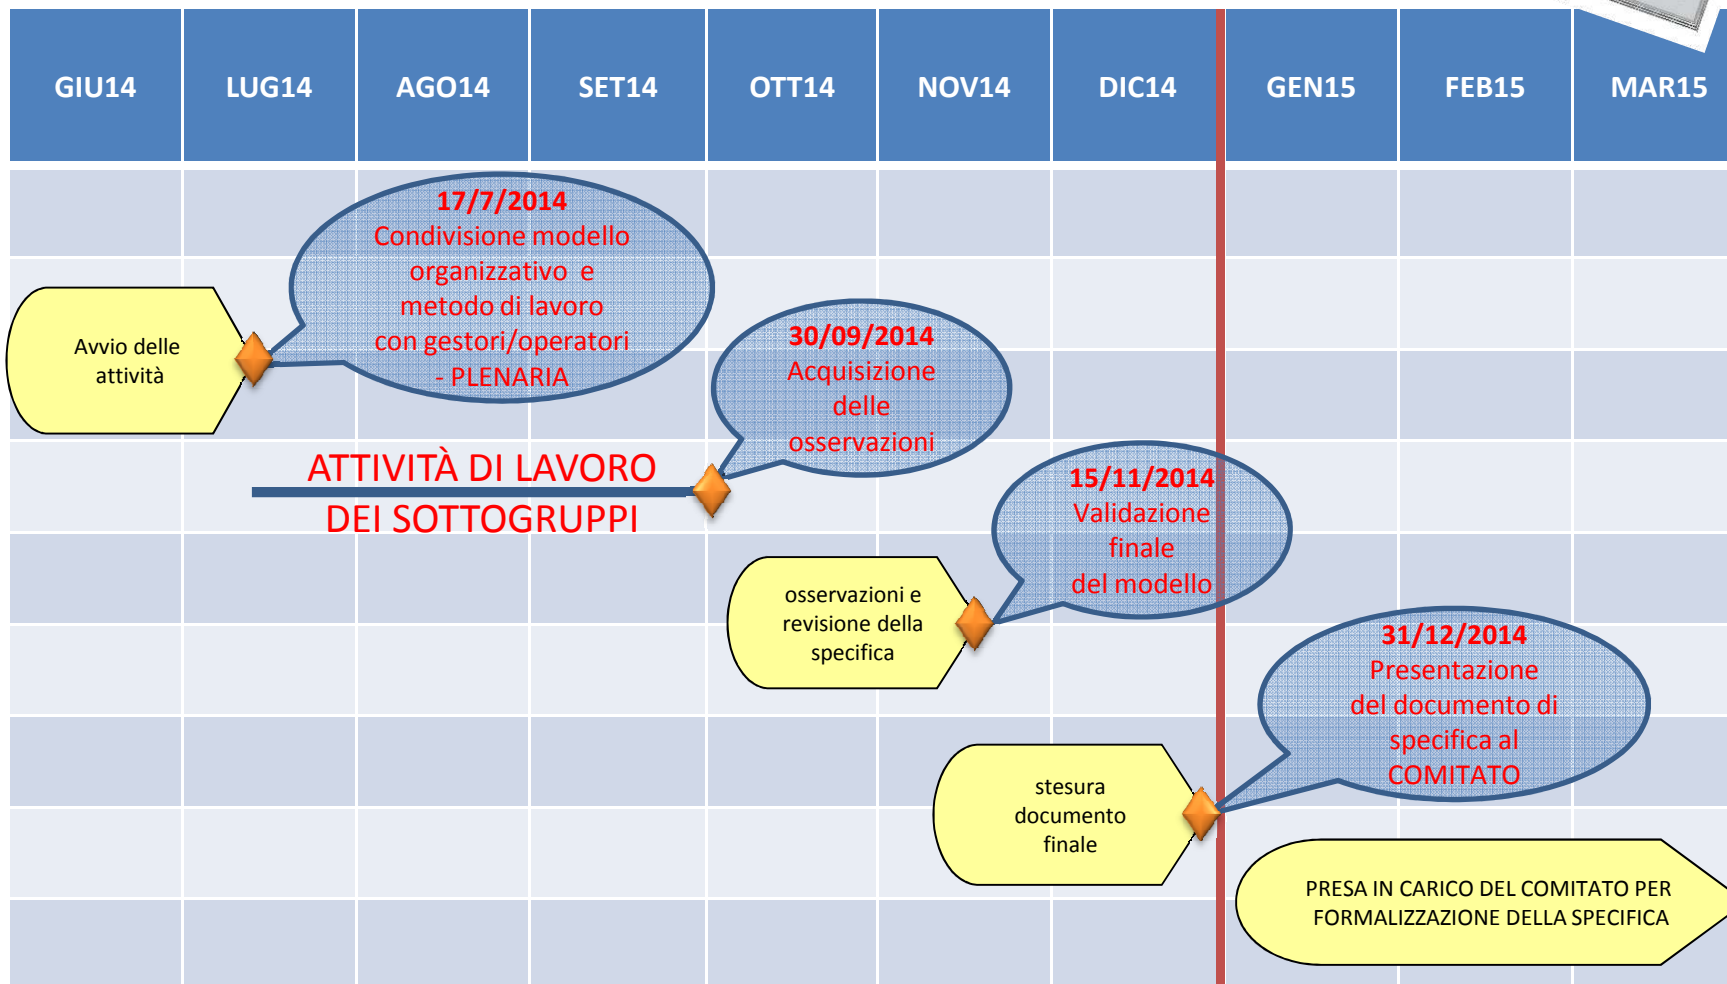 GIU14 LUG14 AGO14 SET14 OTT14 NOV14 DIC14 GEN15 FEB15 MAR15
17/7/2014
Condivisione modello
organizzativo e
metodo di lavoro
con gestori/operatori
- PLENARIA
Avvio delle
attività
30/09/2014
Acquisizione
delle
osservazioni
ATTIVITÀ DI LAVORO
DEI SOTTOGRUPPI
15/11/2014
Validazione
finale
del modello
osservazioni e
revisione della
specifica
31/12/2014
Presentazione
del documento di
specifica al
COMITATO
stesura
documento
finale
PRESA IN CARICO DEL COMITATO PER
FORMALIZZAZIONE DELLA SPECIFICA